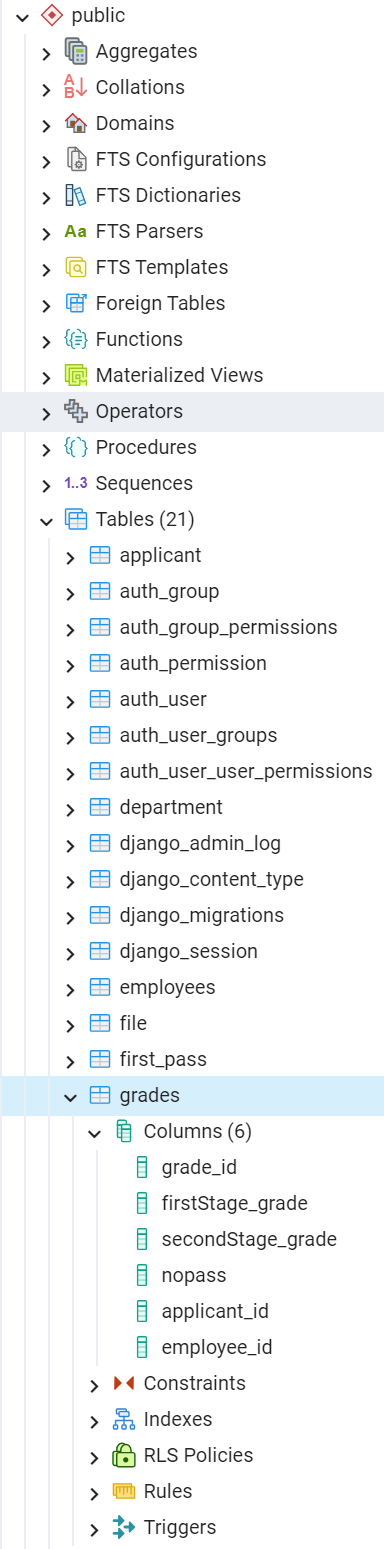 public
Aggregates
Collations
Domains
FTS Configurations
FTS Dictionaries
Aa FTS Parsers
FTS Templates
Foreign Tables
Functions
Materialized Views
Operators
Procedures
1..3 Sequences
Tables (21)
applicant
auth_group
auth_group_permissions
auth_permission
auth_user
auth_user_groups
auth_user_user_permissions
department
django_admin_log
django_content_type
django_migrations
django_session
employees
file
first_pass
grades
Columns (6)
grade_id
firstStage_grade
secondStage_grade
nopass
applicant_id
employee_id
Constraints
Indexes
RLS Policies
Rules
Triggers